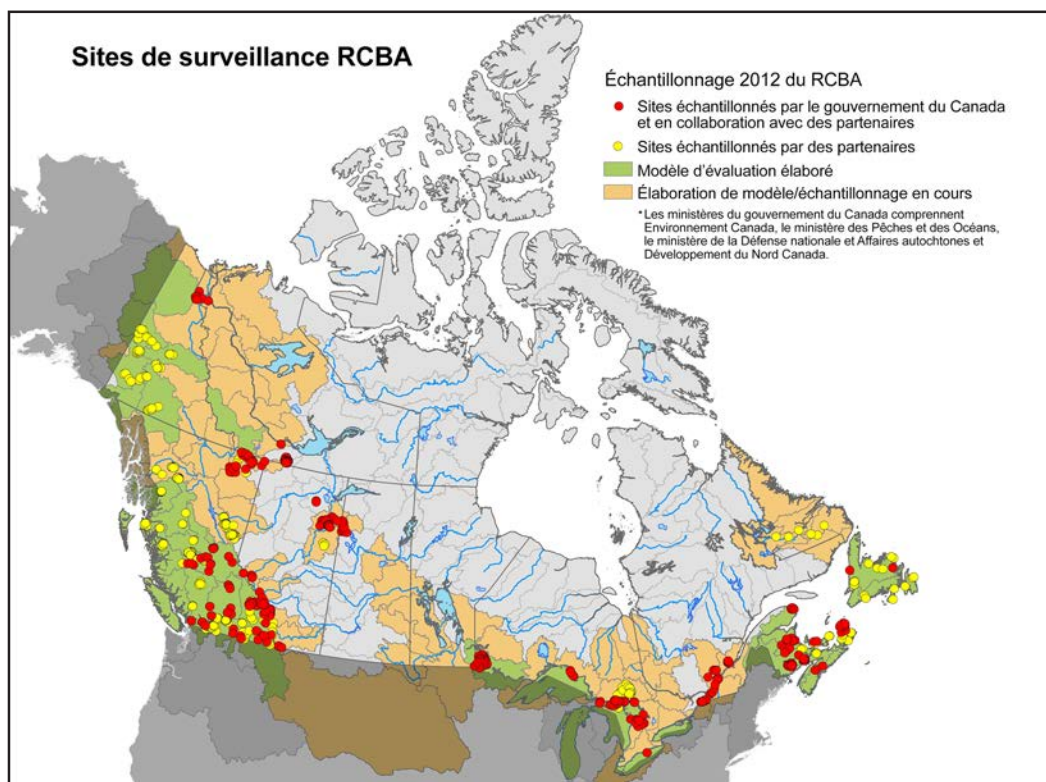 Sites de surveillance RCBA
Échantillonnage 2012 du RCBA
Sites échantillonnés par le gouvernement du Canada
et en collaboration avec des partenaires
Sites échantillonnés par des partenaires
Modèle d'évaluation élaboré
Élaboration de modèle/échantillonnage en cours
*Les ministères du gouvernement du Canada comprennent
Environnement Canada, le ministère des Pêches et des Océans,
le ministère de la Défense nationale et Affaires autochtones et
Développement du Nord Canada.